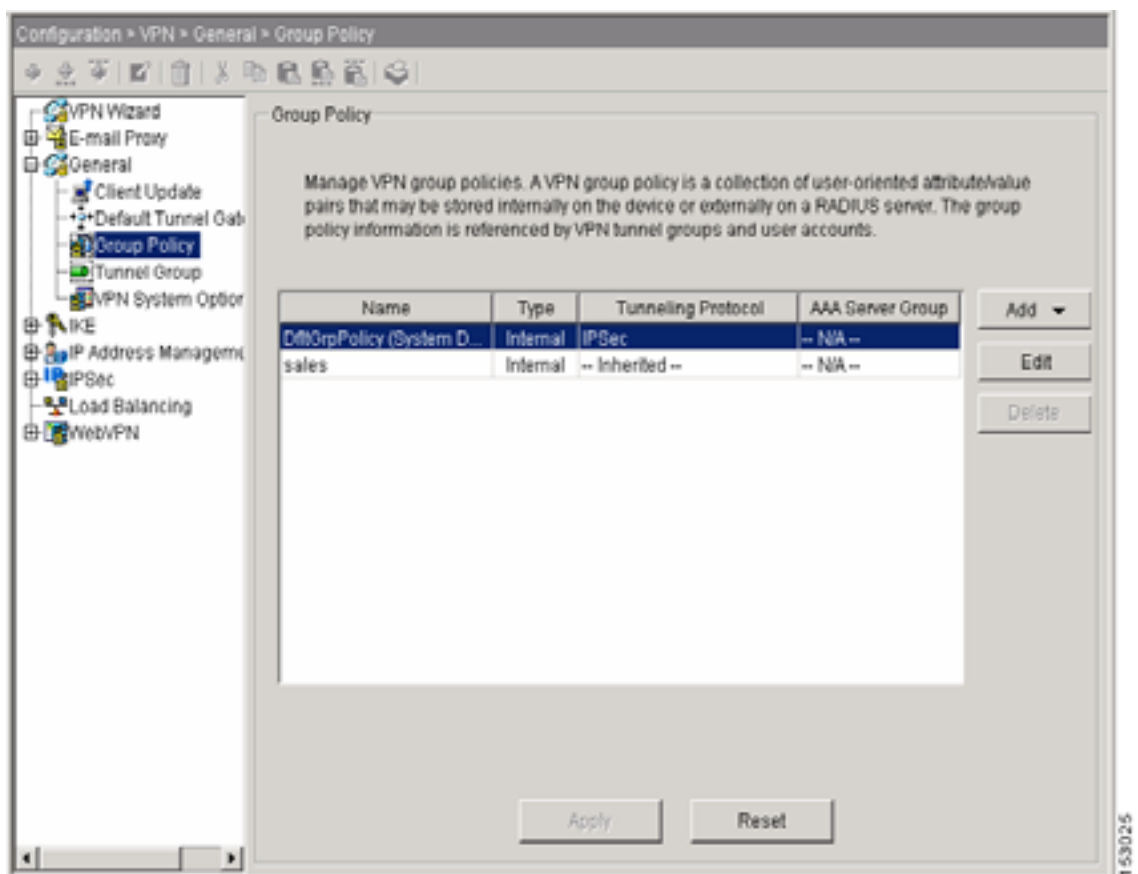 Configuration > VPN > General > Group Policy
VPN Wizard
E-mail Proxy
General
Client Update
Default Tunnel Gat
Group Policy
Tunnel Group
VPN System Option
IKE
IP Address Manageme
IPSec
Load Balancing
WebVPN
Group Policy
Manage VPN group policies. A VPN group policy is a collection of user-oriented attribute/value
pairs that may be stored internally on the device or externally on a RADIUS server. The group
policy information is referenced by VPN tunnel groups and user accounts.
Name Type Tunneling Protocol AAA Server Group
DfltGrpPolicy (System D... Internal IPSec -- N/A --
sales Internal -- Inherited -- -- N/A --
Add
Edit
Delete
Apply Reset
153025